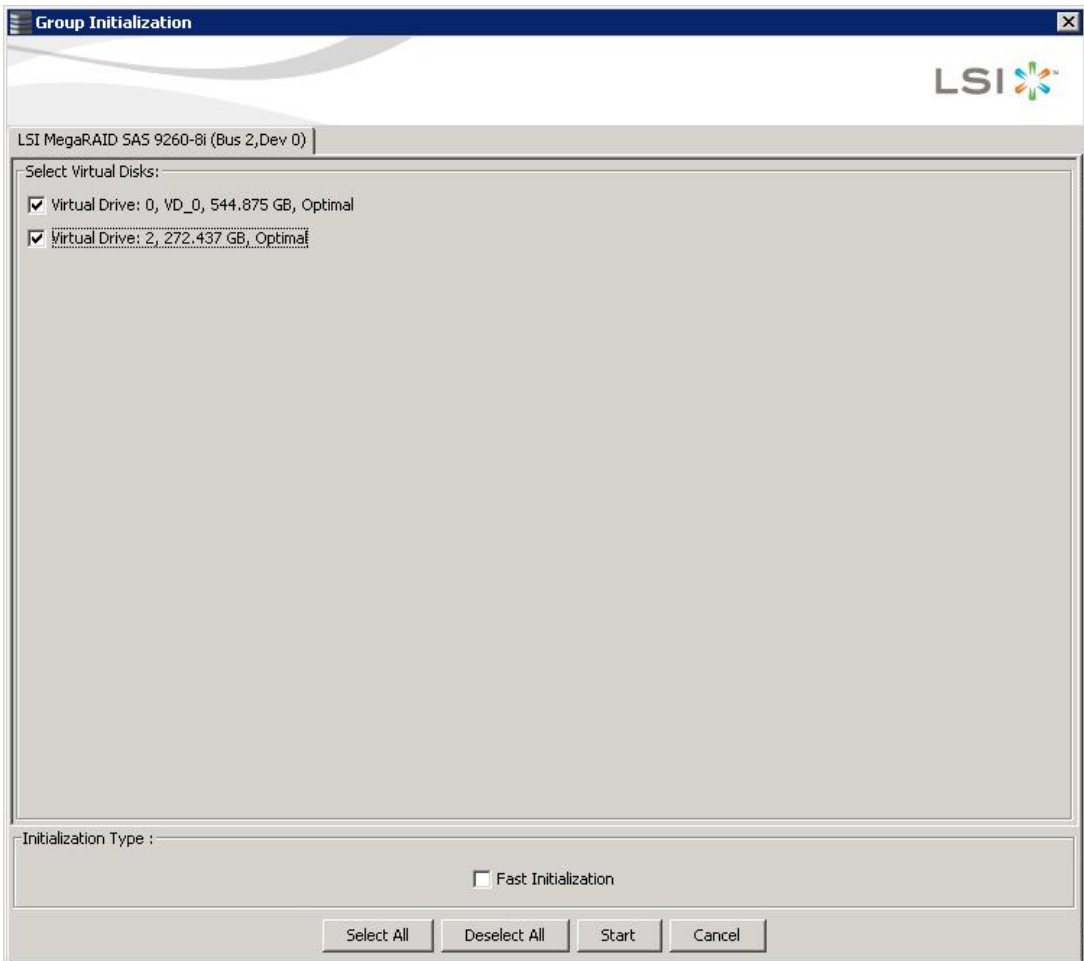 Group Initialization
LSI
LSI MegaRAID SAS 9260-8i (Bus 2,Dev 0)
Select Virtual Disks:
Virtual Drive: 0, VD_0, 544.875 GB, Optimal
Virtual Drive: 2, 272.437 GB, Optimal
Initialization Type :
Fast Initialization
Select All Deselect All Start Cancel